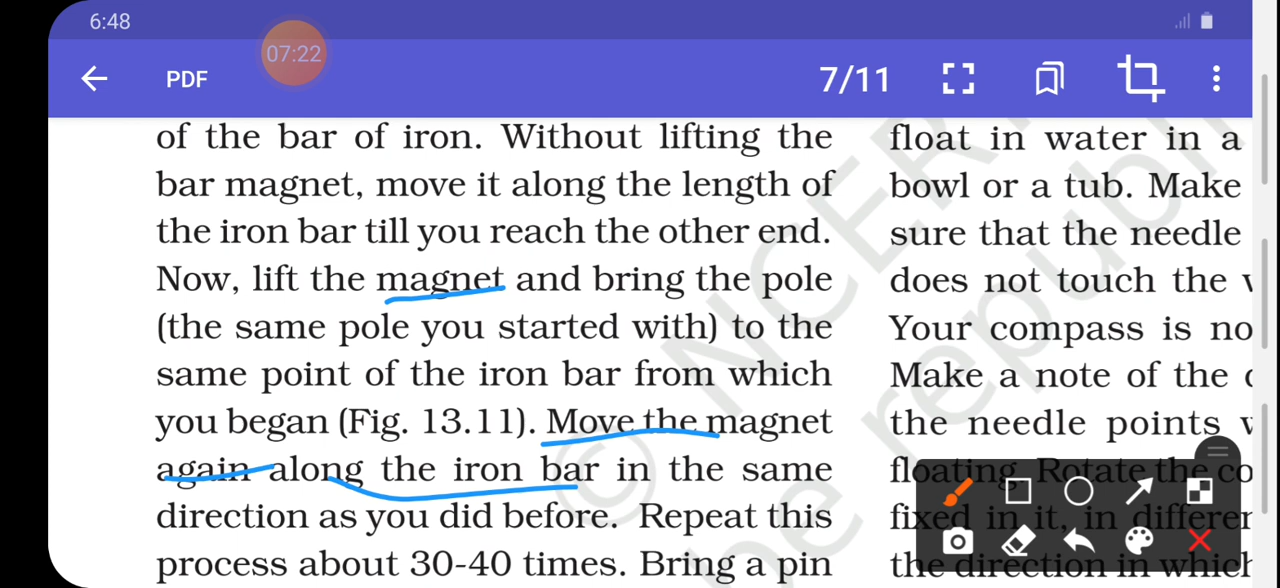 6:48
07:22
PDF
7/11
of the bar of iron. Without lifting the
bar magnet, move it along the length of
the iron bar till you reach the other end.
Now, lift the magnet and bring the pole
(the same pole you started with) to the
same point of the iron bar from which
you began (Fig. 13.11). Move the magnet
again along the iron bar in the same
direction as you did before. Repeat this
process about 30-40 times. Bring a pin
float in water in a
bowl or a tub. Make
sure that the needle
does not touch the
Your compass is
Make a note of the
the needle points
floating. Rotate the
fixed in it, in
the direction in which
© NCER
be republ